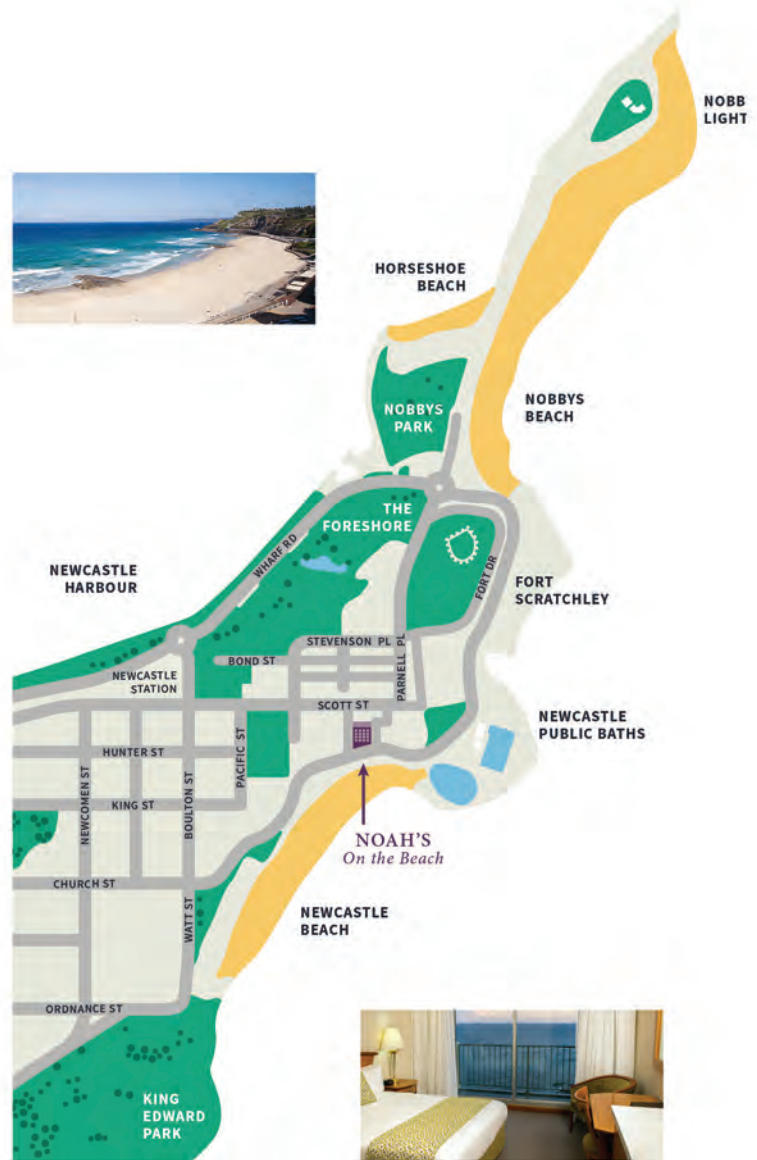 NOBB
LIGHT
HORSESHOE
BEACH
NOBBYS
BEACH
NOBBYS
PARK
THE
FORESHORE
WHARF RD
NEWCASTLE
HARBOUR
FORT DR
FORT
SCRATCHLEY
STEVENSON PL
BOND ST
PARNELL PL
NEWCASTLE
STATION
SCOTT ST
NEWCASTLE
PUBLIC BATHS
PACIFIC ST
HUNTER ST
NEWCOMEN ST
BOULTON ST
KING ST
NOAH'S
On the Beach
CHURCH ST
WATT ST
NEWCASTLE
BEACH
ORDNANCE ST
KING
EDWARD
PARK